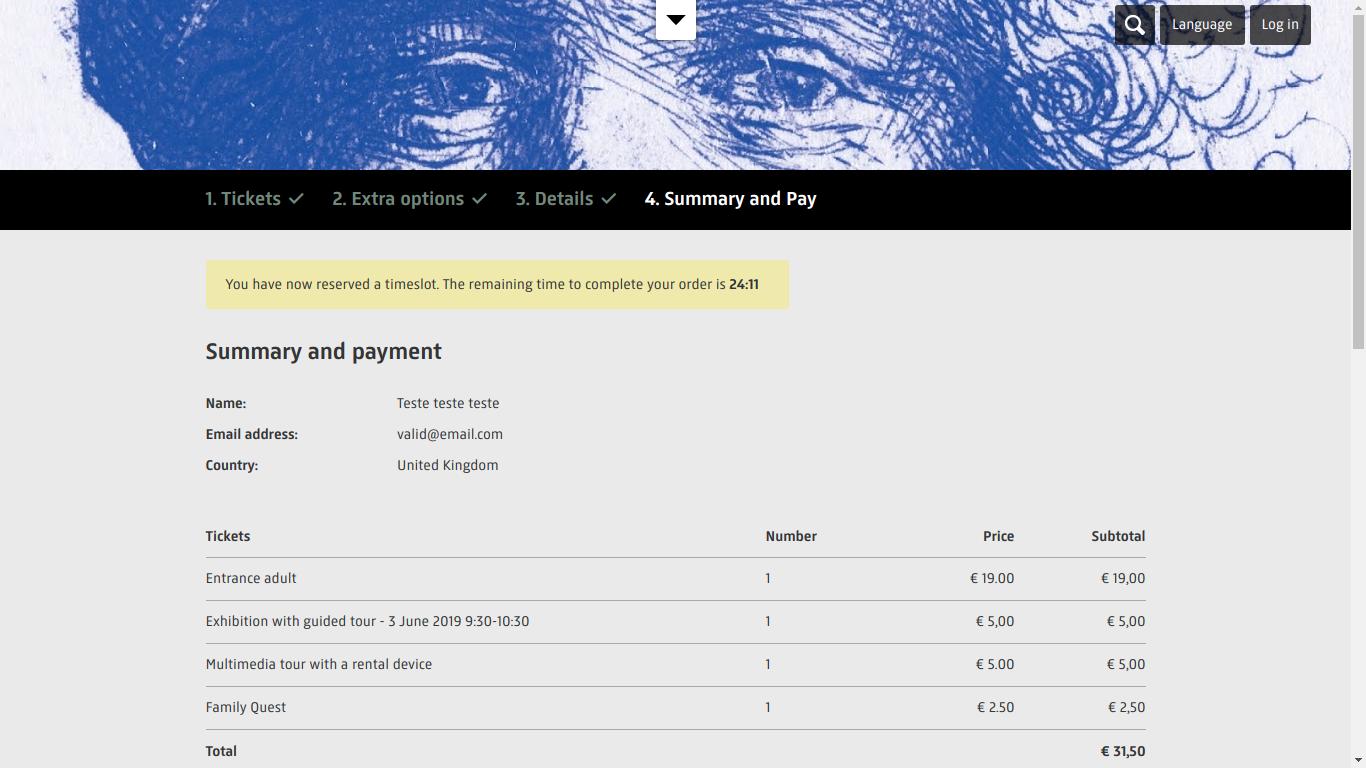 Language Log in
1. Tickets 2. Extra options 3. Details 4. Summary and Pay
You have now reserved a timeslot. The remaining time to complete your order is 24:11
Summary and payment
Name: Teste teste teste
Email address: valid@email.com
Country: United Kingdom
Tickets Number Price Subtotal
Entrance adult 1 € 19.00 € 19,00
Exhibition with guided tour - 3 June 2019 9:30-10:30 1 € 5,00 € 5,00
Multimedia tour with a rental device 1 € 5.00 € 5,00
Family Quest 1 € 2.50 € 2,50
Total € 31,50